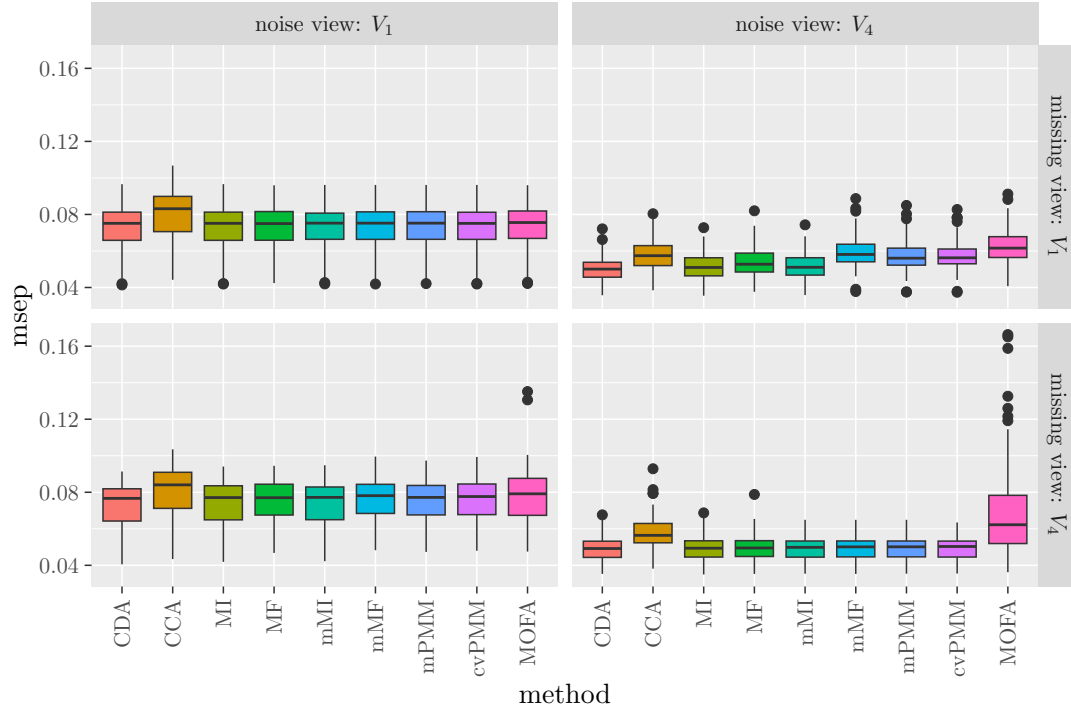 noise view: V₁
noise view: V₄
0.16
0.12
0.08
0.04
missing view: V₁
msep
0.16
0.12
0.08
0.04
missing view: V₄
CDA
CCA
MI
MF
mMI
mMF
mPMM
cvPMM
MOFA
CDA
CCA
MI
MF
mMI
mMF
mPMM
cvPMM
MOFA
method